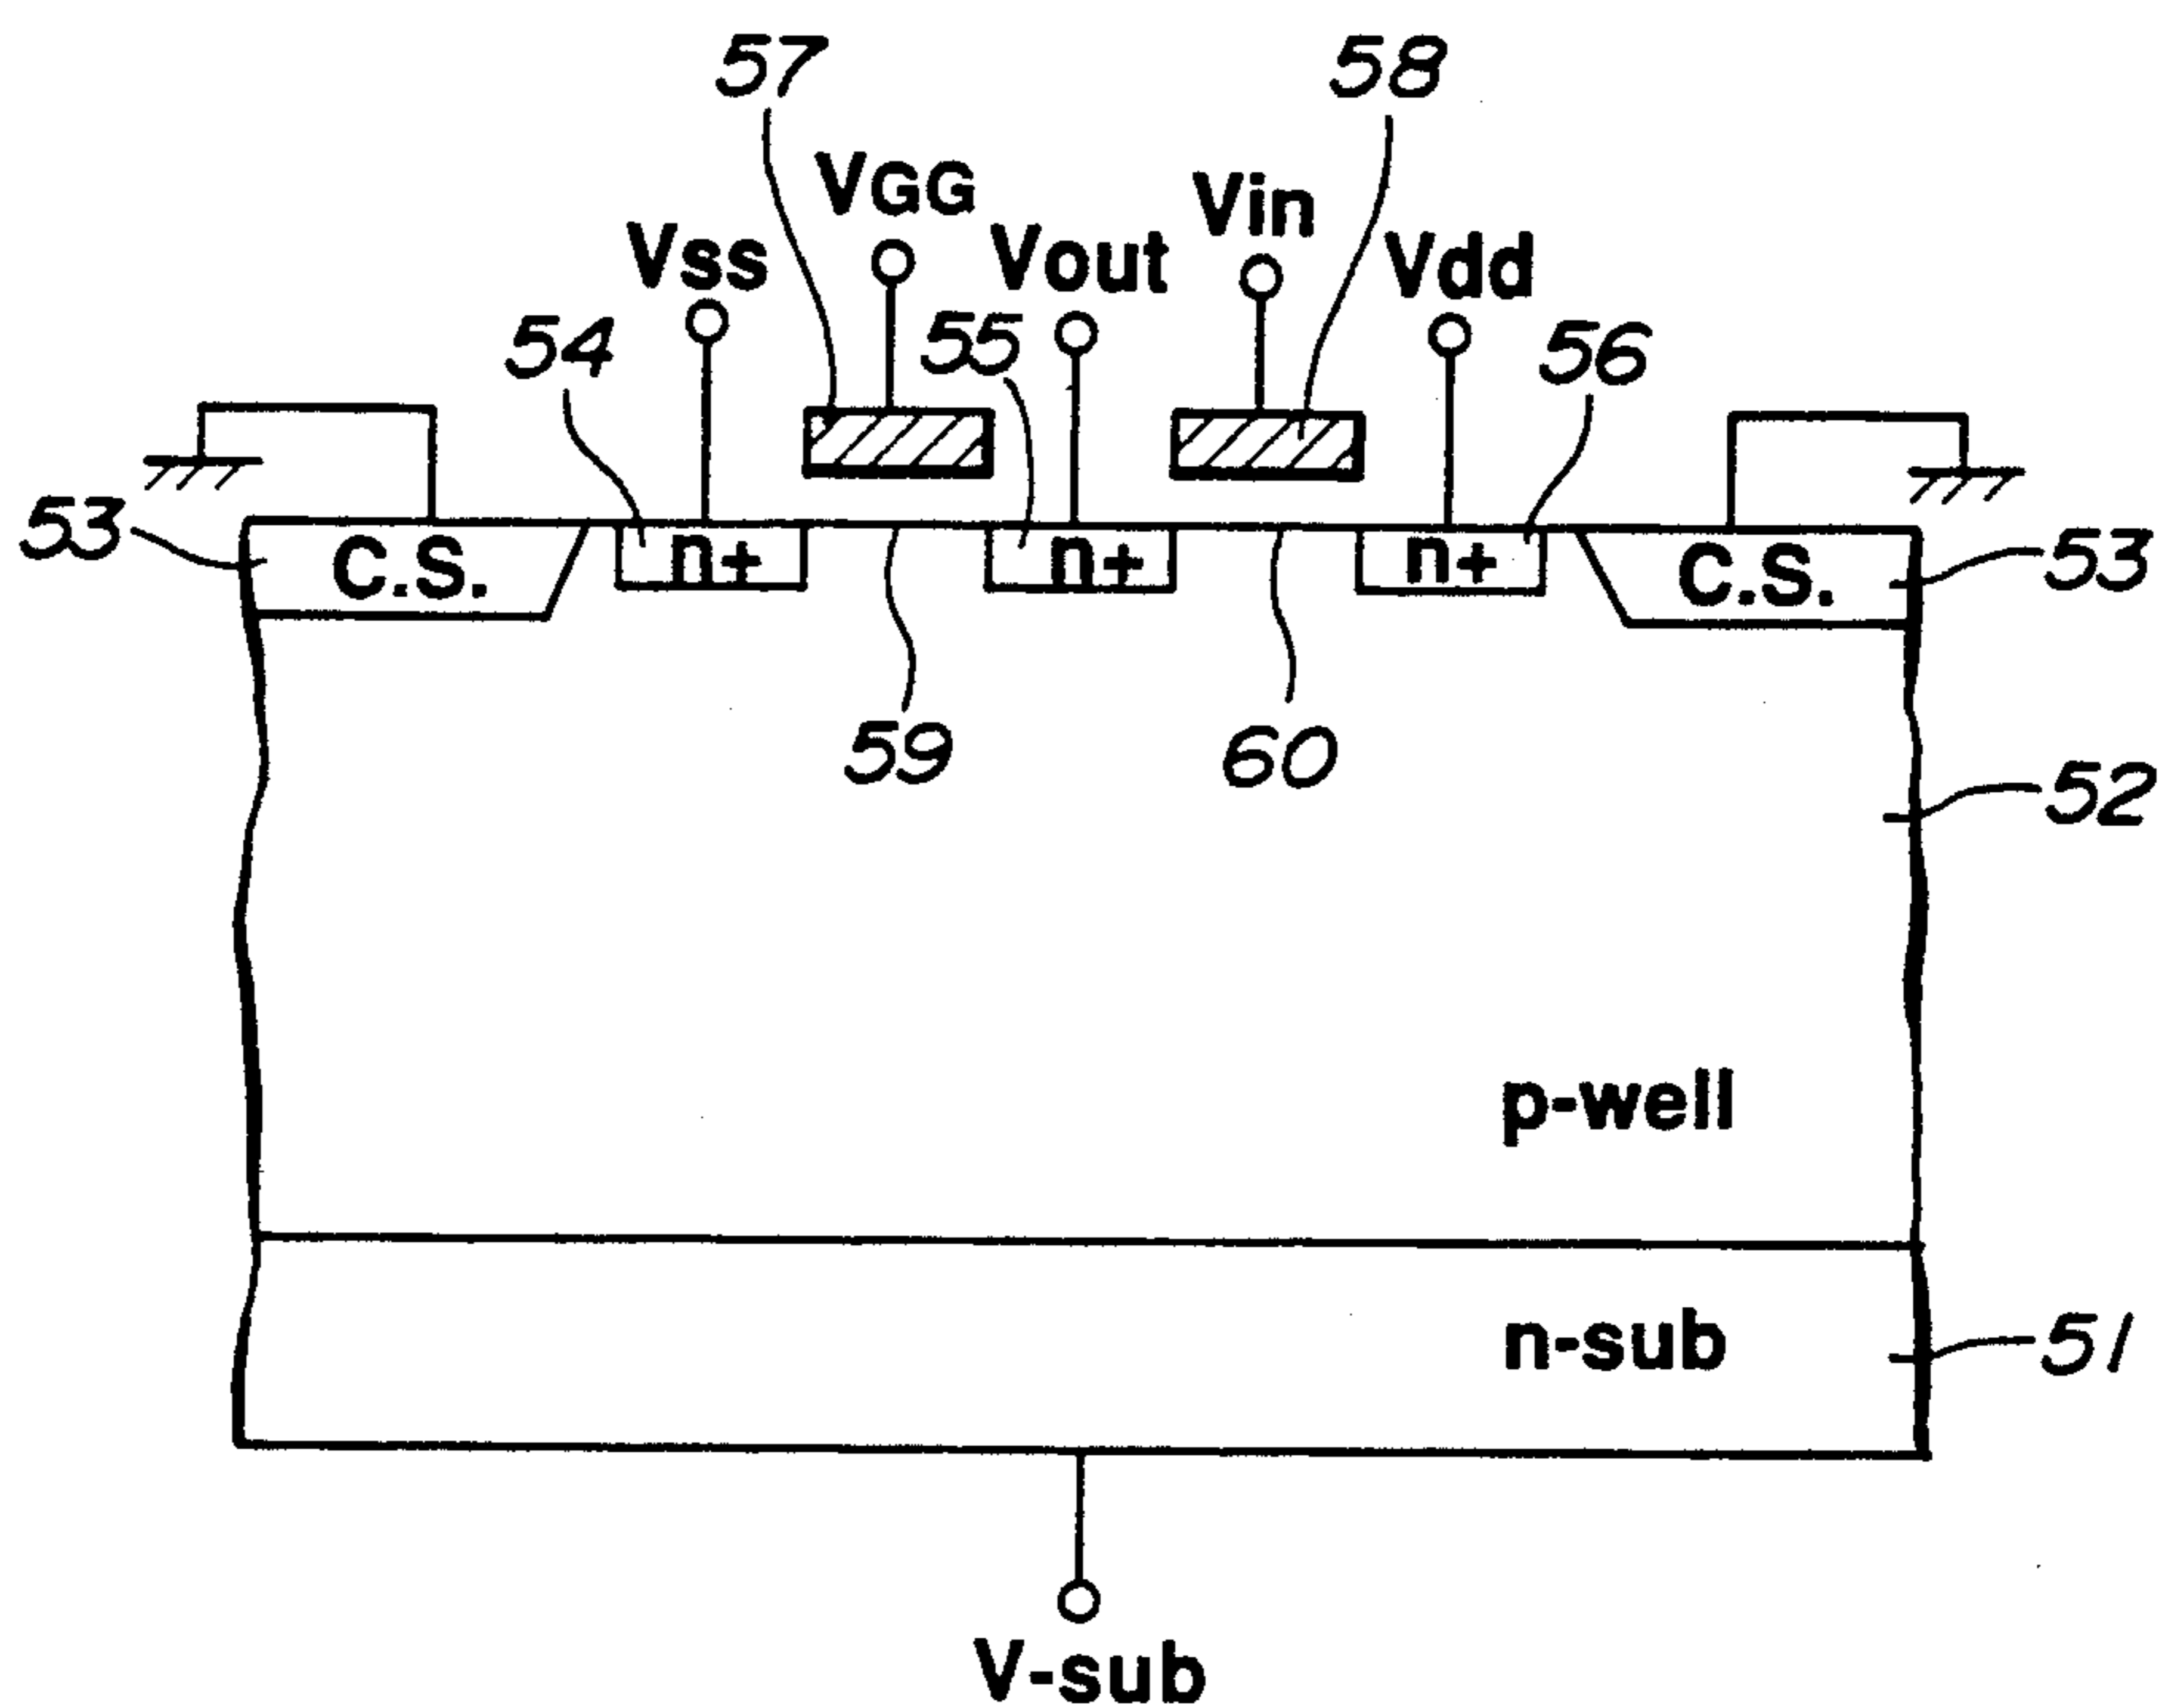 57
58
VGG
Vin
Vss
Vout
Vdd
54
55
56
53
C.S.
n+
n+
n+
C.S.
53
59
60
52
p-well
n-sub
51
V-sub